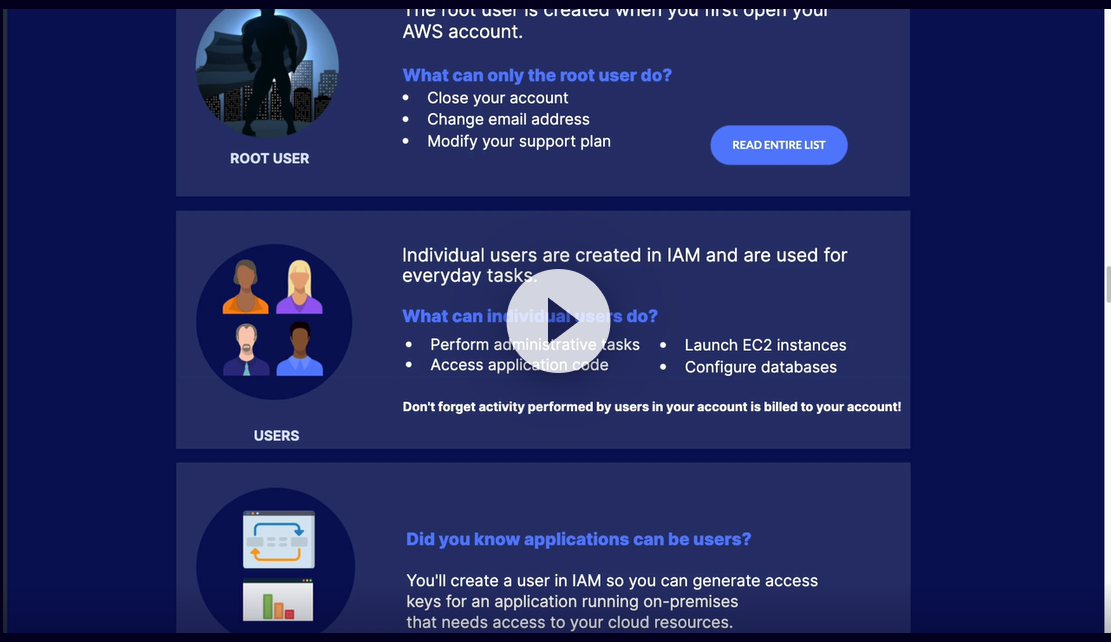 The root user is created when you first open your
AWS account.
What can only the root user do?
• Close your account
• Change email address
• Modify your support plan
READ ENTIRE LIST
ROOT USER
Individual users are created in IAM and are used for
everyday tasks.
What can individual users do?
• Perform administrative tasks
• Access application code
• Launch EC2 instances
• Configure databases
Don't forget activity performed by users in your account is billed to your account!
USERS
Did you know applications can be users?
You'll create a user in IAM so you can generate access
keys for an application running on-premises
that needs access to your cloud resources.